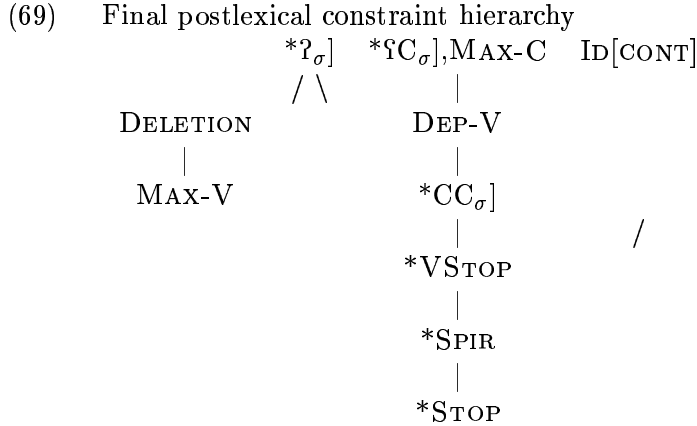 (69) Final postlexical constraint hierarchy
*ʔσ] *ʕCσ],MAX-C ID[CONT]
/ \ |
DELETION DEP-V
| |
MAX-V *CCσ]
| /
*VSTOP
|
*SPIR
|
*STOP